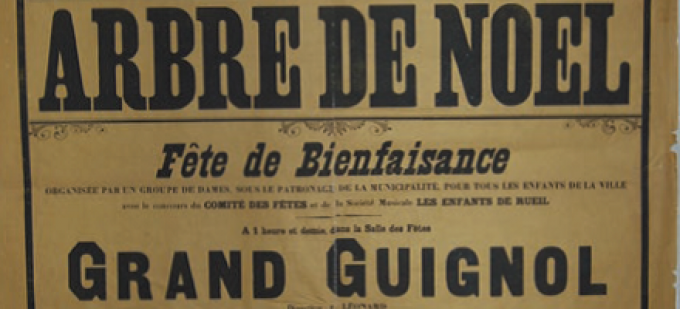 ARBRE DE NOEL
Fête de Bienfaisance
ORGANISÉE PAR UN GROUPE DE DAMES, SOUS LE PATRONAGE DE LA MUNICIPALITÉ, POUR TOUS LES ENFANTS DE LA VILLE
avec le concours du COMITÉ DES FÊTES et de la Société Musicale LES ENFANTS DE RUEIL
A 1 heure et demie, dans la Salle des Fêtes
GRAND GUIGNOL
LÉONARD